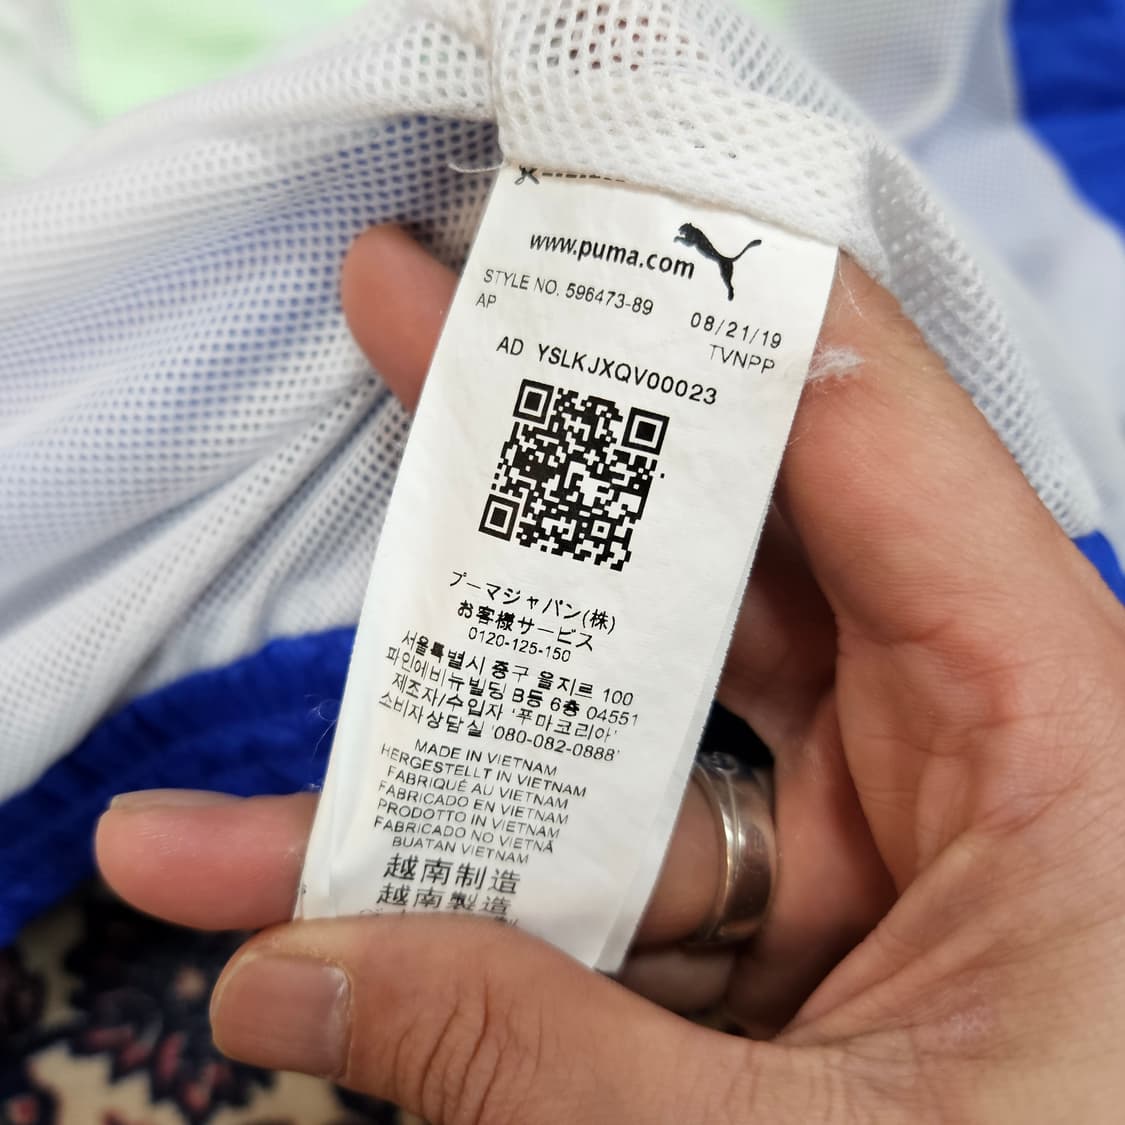 www.puma.com
STYLE NO. 596473-89
AP
08/21/19
TVNPP
AD YSLKJXQV00023
プーマジャパン(株)
お客様サービス
0120-125-150
서울특별시 중구 을지로 100
파인에비뉴빌딩 B동 6층 04551
제조자/수입자 '푸마코리아'
소비자상담실 '080-082-0888'
MADE IN VIETNAM
HERGESTELLT IN VIETNAM
FABRIQUÉ AU VIETNAM
FABRICADO EN VIETNAM
PRODOTTO IN VIETNAM
FABRICADO NO VIETNÃ
BUATAN VIETNAM
越南制造
越南製造